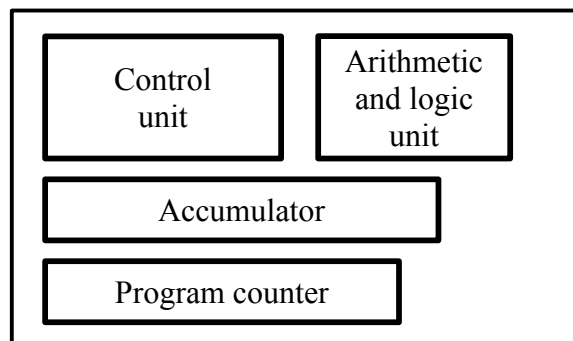 Control
unit
Arithmetic
and logic
unit
Accumulator
Program counter